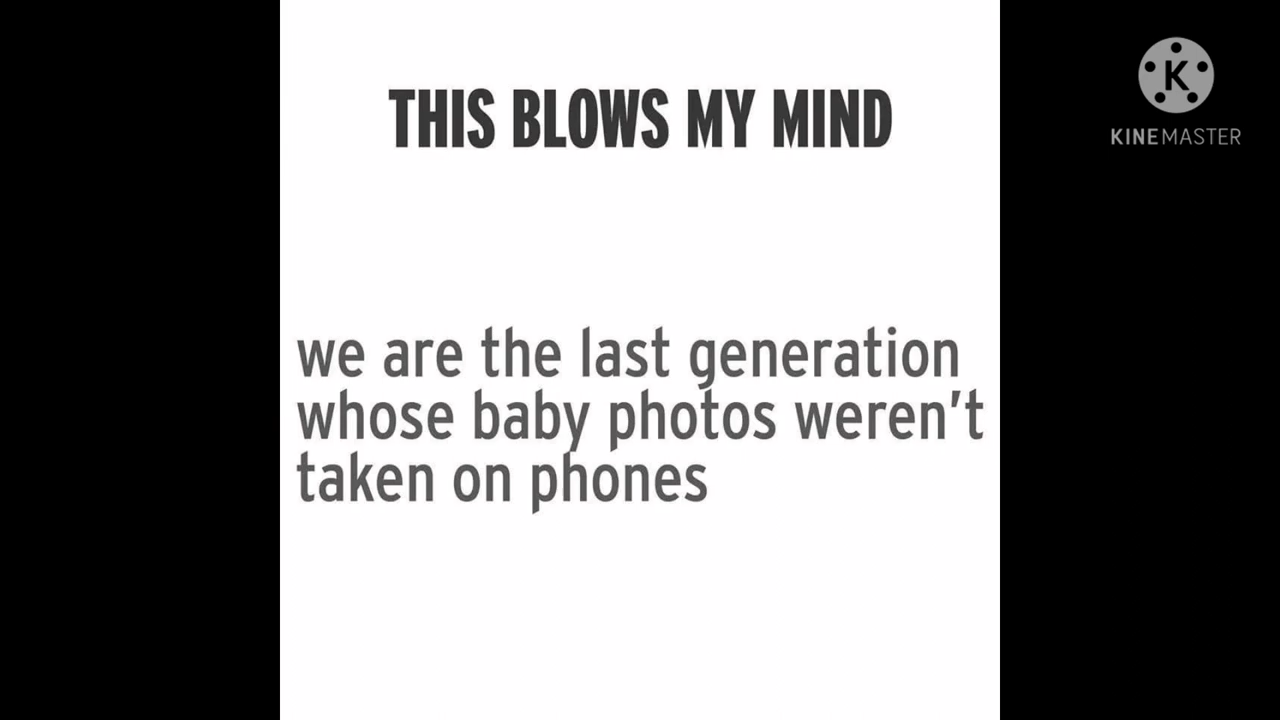 THIS BLOWS MY MIND
K
KINEMASTER
we are the last generation
whose baby photos weren't
taken on phones